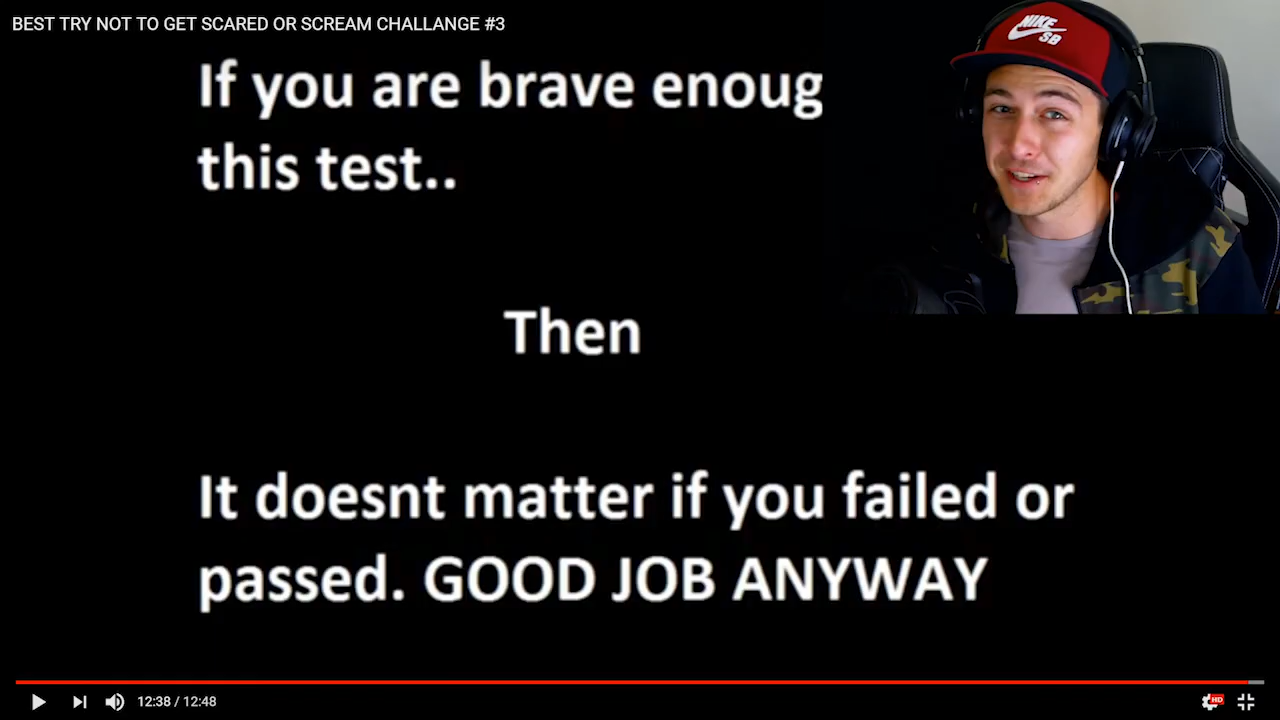 BEST TRY NOT TO GET SCARED OR SCREAM CHALLANGE #3
NIKE
SB
If you are brave enoug
this test..
Then
It doesnt matter if you failed or
passed. GOOD JOB ANYWAY
12:38 / 12:48
HD